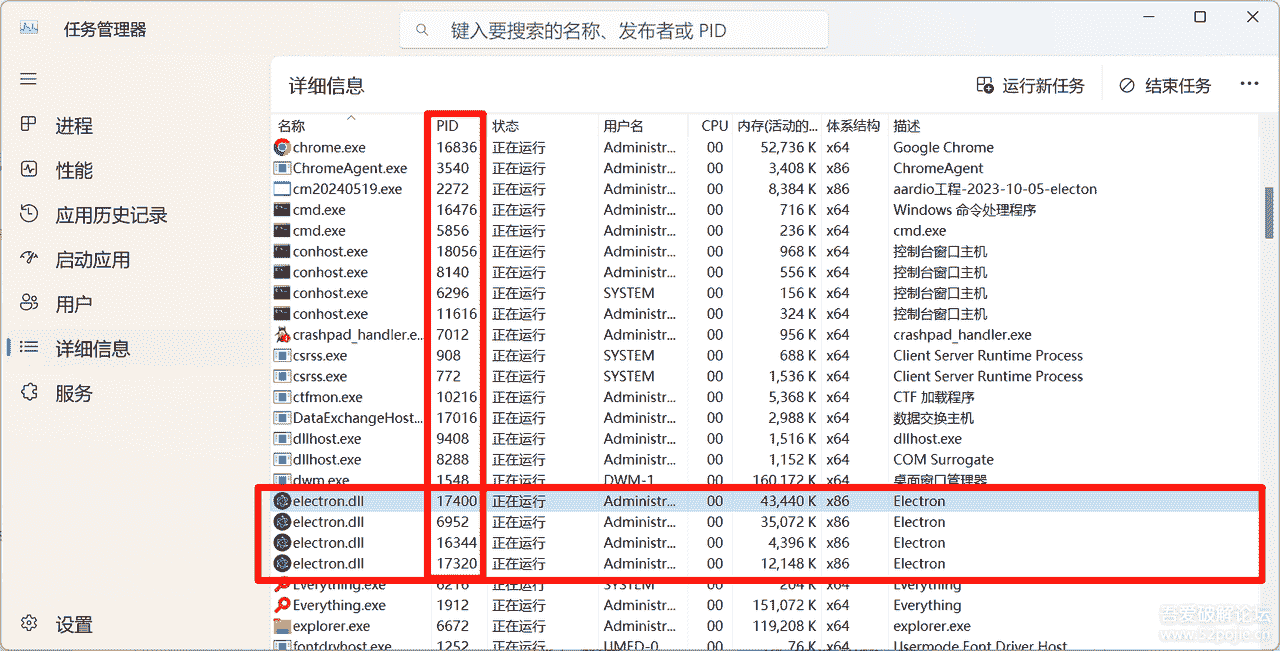 任务管理器
键入要搜索的名称、发布者或 PID
详细信息
运行新任务
结束任务
进程
性能
应用历史记录
启动应用
用户
详细信息
服务
设置
名称 PID 状态 用户名 CPU 内存(活动的... 体系结构 描述
chrome.exe 16836 正在运行 Administr... 00 52,736 K x64 Google Chrome
ChromeAgent.exe 3540 正在运行 Administr... 00 3,408 K x86 ChromeAgent
cm20240519.exe 2272 正在运行 Administr... 00 8,384 K x86 aardio工程-2023-10-05-electon
cmd.exe 16476 正在运行 Administr... 00 716 K x64 Windows 命令处理程序
cmd.exe 5856 正在运行 Administr... 00 236 K x64 cmd.exe
conhost.exe 18056 正在运行 Administr... 00 968 K x64 控制台窗口主机
conhost.exe 8140 正在运行 Administr... 00 556 K x64 控制台窗口主机
conhost.exe 6296 正在运行 SYSTEM 00 156 K x64 控制台窗口主机
conhost.exe 11616 正在运行 Administr... 00 324 K x64 控制台窗口主机
crashpad_handler.e... 7012 正在运行 Administr... 00 956 K x64 crashpad_handler.exe
csrss.exe 908 正在运行 SYSTEM 00 688 K x64 Client Server Runtime Process
csrss.exe 772 正在运行 SYSTEM 00 1,536 K x64 Client Server Runtime Process
ctfmon.exe 10216 正在运行 Administr... 00 5,368 K x64 CTF 加载程序
DataExchangeHost... 17016 正在运行 Administr... 00 2,988 K x64 数据交换主机
dllhost.exe 9408 正在运行 Administr... 00 1,516 K x64 dllhost.exe
dllhost.exe 8288 正在运行 Administr... 00 1,152 K x64 COM Surrogate
dwm.exe 1548 正在运行 DWM-1 00 160,172 K x64 桌面窗口管理器
electron.dll 17400 正在运行 Administr... 00 43,440 K x86 Electron
electron.dll 6952 正在运行 Administr... 00 35,072 K x86 Electron
electron.dll 16344 正在运行 Administr... 00 4,396 K x86 Electron
electron.dll 17320 正在运行 Administr... 00 12,148 K x86 Electron
Everything.exe 6216 正在运行 SYSTEM 00 204 K x64 Everything
Everything.exe 1912 正在运行 Administr... 00 151,072 K x64 Everything
explorer.exe 6672 正在运行 Administr... 00 119,208 K x64 explorer.exe
fontdrvhost.exe 1252 正在运行 UMFD-0 00 76 K x64 Usermode Font Driver Host
吾爱破解论坛
www.52pojie.cn